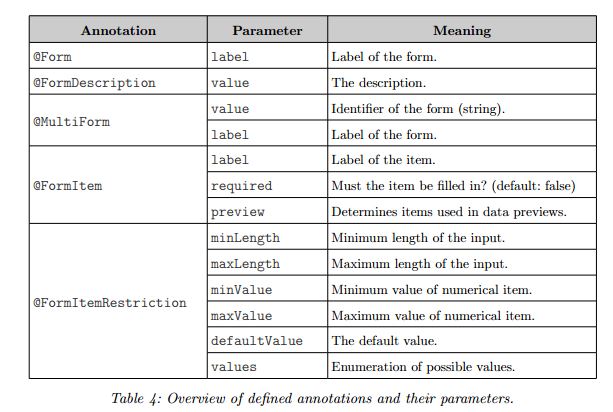 Annotation Parameter Meaning
@Form label Label of the form.
@FormDescription value The description.
@MultiForm value Identifier of the form (string).
label Label of the form.
@FormItem label Label of the item.
required Must the item be filled in? (default: false)
preview Determines items used in data previews.
@FormItemRestriction minLength Minimum length of the input.
maxLength Maximum length of the input.
minValue Minimum value of numerical item.
maxValue Maximum value of numerical item.
defaultValue The default value.
values Enumeration of possible values.
Table 4: Overview of defined annotations and their parameters.